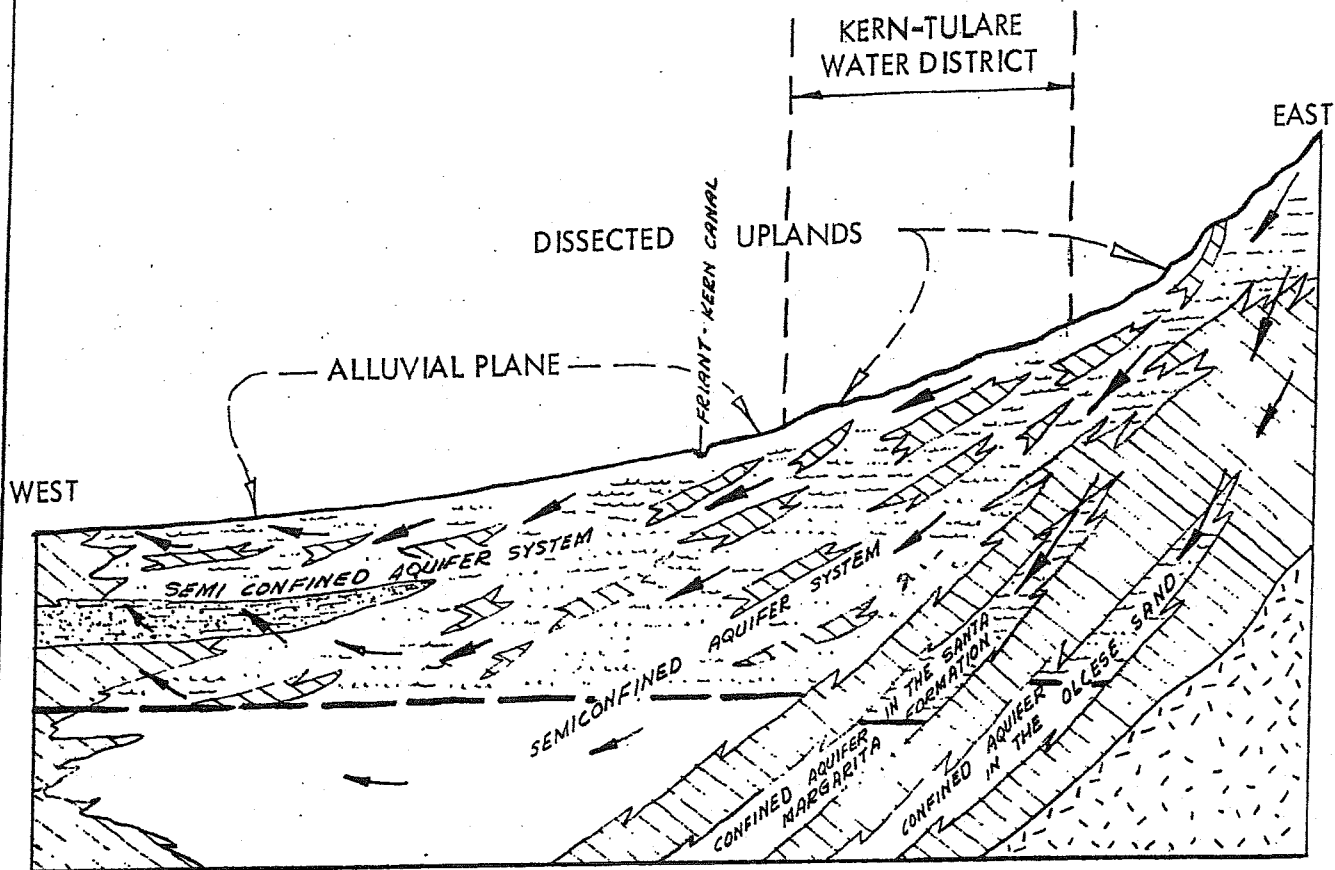 KERN-TULARE
WATER DISTRICT
EAST
DISSECTED UPLANDS
FRIANT-KERN CANAL
ALLUVIAL PLANE
WEST
SEMI CONFINED AQUIFER SYSTEM
SEMICONFINED AQUIFER SYSTEM
?
CONFINED AQUIFER IN THE SANTA
MARGARITA FORMATION
CONFINED AQUIFER
IN THE OLCESE SAND